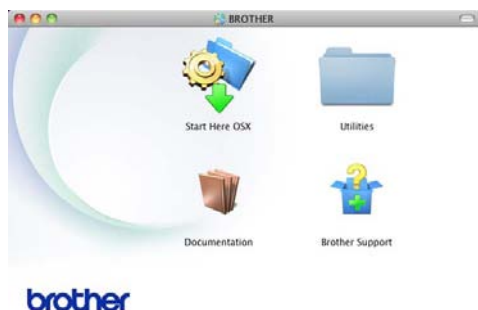 BROTHER
Start Here OSX
Utilities
Documentation
Brother Support
brother